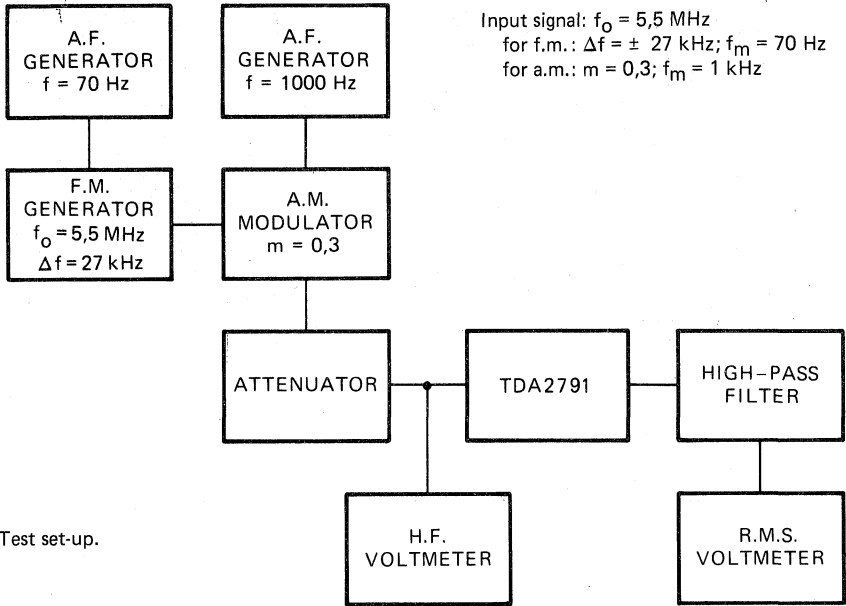 A.F.
GENERATOR
f = 70 Hz
A.F.
GENERATOR
f = 1000 Hz
Input signal: fo = 5,5 MHz
for f.m.: Δf = ± 27 kHz; fm = 70 Hz
for a.m.: m = 0,3; fm = 1 kHz
F.M.
GENERATOR
fo = 5,5 MHz
Δf = 27 kHz
A.M.
MODULATOR
m = 0,3
ATTENUATOR
TDA2791
HIGH-PASS
FILTER
Test set-up.
H.F.
VOLTMETER
R.M.S.
VOLTMETER